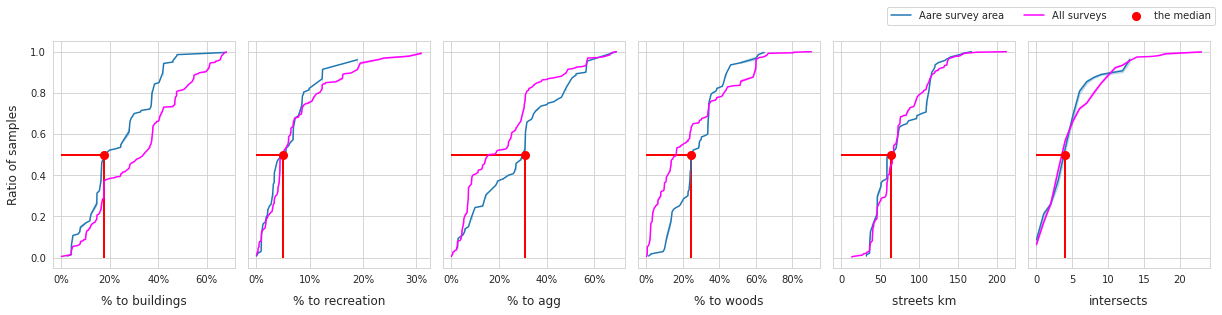 Aare survey area All surveys the median
Ratio of samples
1.0
0.8
0.6
0.4
0.2
0.0
0% 20% 40% 60%
% to buildings
0% 10% 20% 30%
% to recreation
0% 20% 40% 60%
% to agg
0% 20% 40% 60% 80%
% to woods
0 50 100 150 200
streets km
0 5 10 15 20
intersects